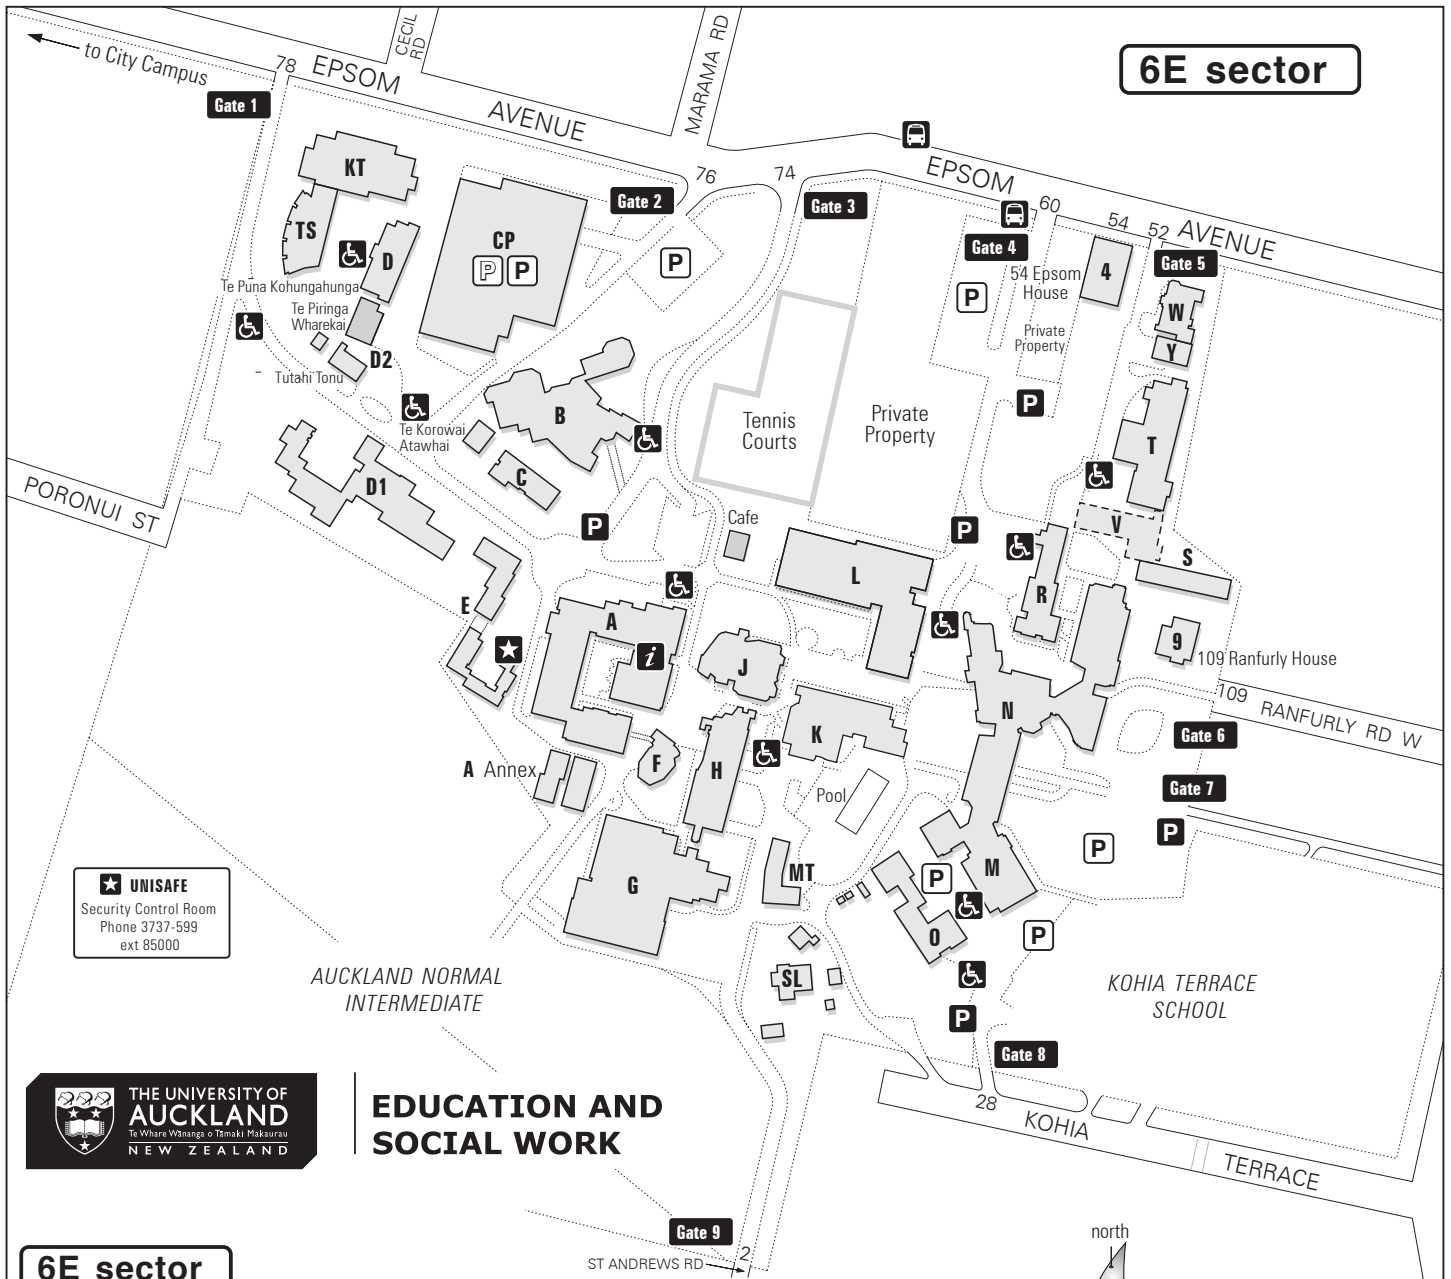 to City Campus
78
EPSOM
AVENUE
CECIL
RD
MARAMA RD
6E sector
Gate 1
KT
TS
D
CP
P P
76
74
Gate 2
Gate 3
P
EPSOM
60
54
52
AVENUE
Gate 4
Gate 5
54 Epsom
House
4
P
W
Y
Private
Property
Te Puna Kohungahunga
Te Piringa
Wharekai
D2
Tutahi Tonu
B
Te Korowai
Atawhai
C
Tennis
Courts
Private
Property
P
T
D1
PORONUI ST
P
Cafe
P
V
S
L
R
E
A
i
J
9
109 Ranfurly House
109
RANFURLY RD W
N
K
Gate 6
A Annex
F
H
Pool
Gate 7
P
P
G
MT
M
P
O
P
UNISAFE
Security Control Room
Phone 3737-599
ext 85000
AUCKLAND NORMAL
INTERMEDIATE
SL
KOHIA TERRACE
SCHOOL
P
Gate 8
28
KOHIA
TERRACE
THE UNIVERSITY OF
AUCKLAND
Te Whare Wānanga o Tāmaki Makaurau
NEW ZEALAND
EDUCATION AND
SOCIAL WORK
Gate 9
2
ST ANDREWS RD
north
6E sector